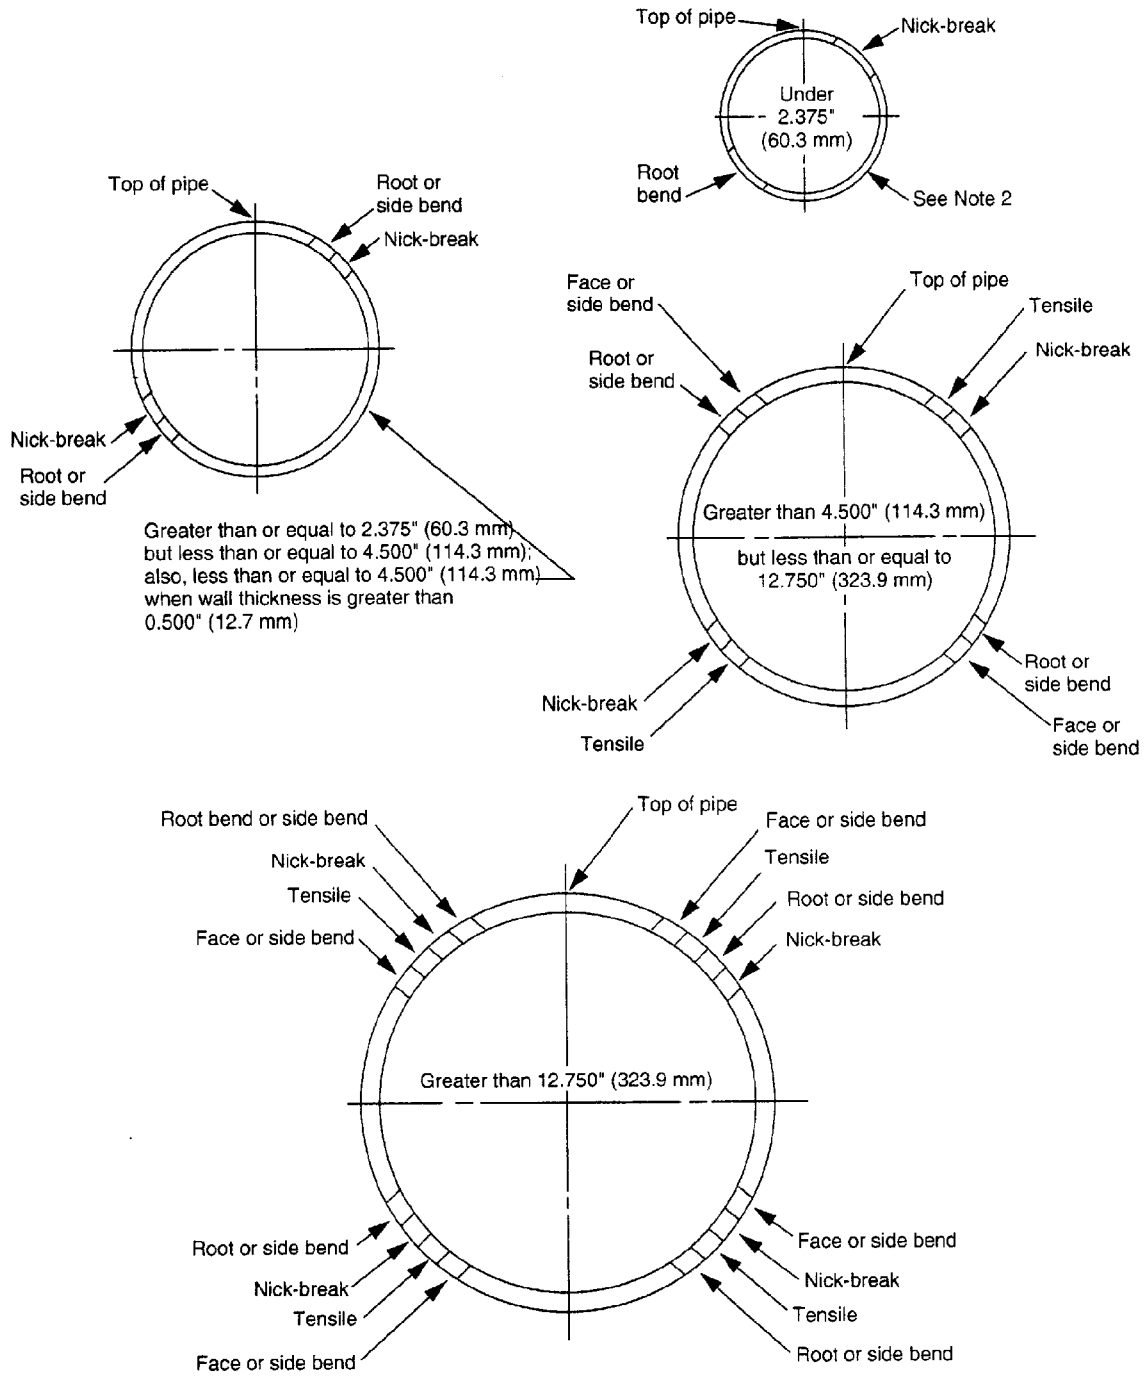 Top of pipe
Nick-break
Under
2.375"
(60.3 mm)
Root
bend
See Note 2
Top of pipe
Root or
side bend
Nick-break
Nick-break
Root or
side bend
Greater than or equal to 2.375" (60.3 mm)
but less than or equal to 4.500" (114.3 mm);
also, less than or equal to 4.500" (114.3 mm)
when wall thickness is greater than
0.500" (12.7 mm)
Face or
side bend
Top of pipe
Tensile
Root or
side bend
Nick-break
Greater than 4.500" (114.3 mm)
but less than or equal to
12.750" (323.9 mm)
Nick-break
Tensile
Root or
side bend
Face or
side bend
Root bend or side bend
Nick-break
Tensile
Face or side bend
Top of pipe
Face or side bend
Tensile
Root or side bend
Nick-break
Greater than 12.750" (323.9 mm)
Root or side bend
Nick-break
Tensile
Face or side bend
Face or side bend
Nick-break
Tensile
Root or side bend